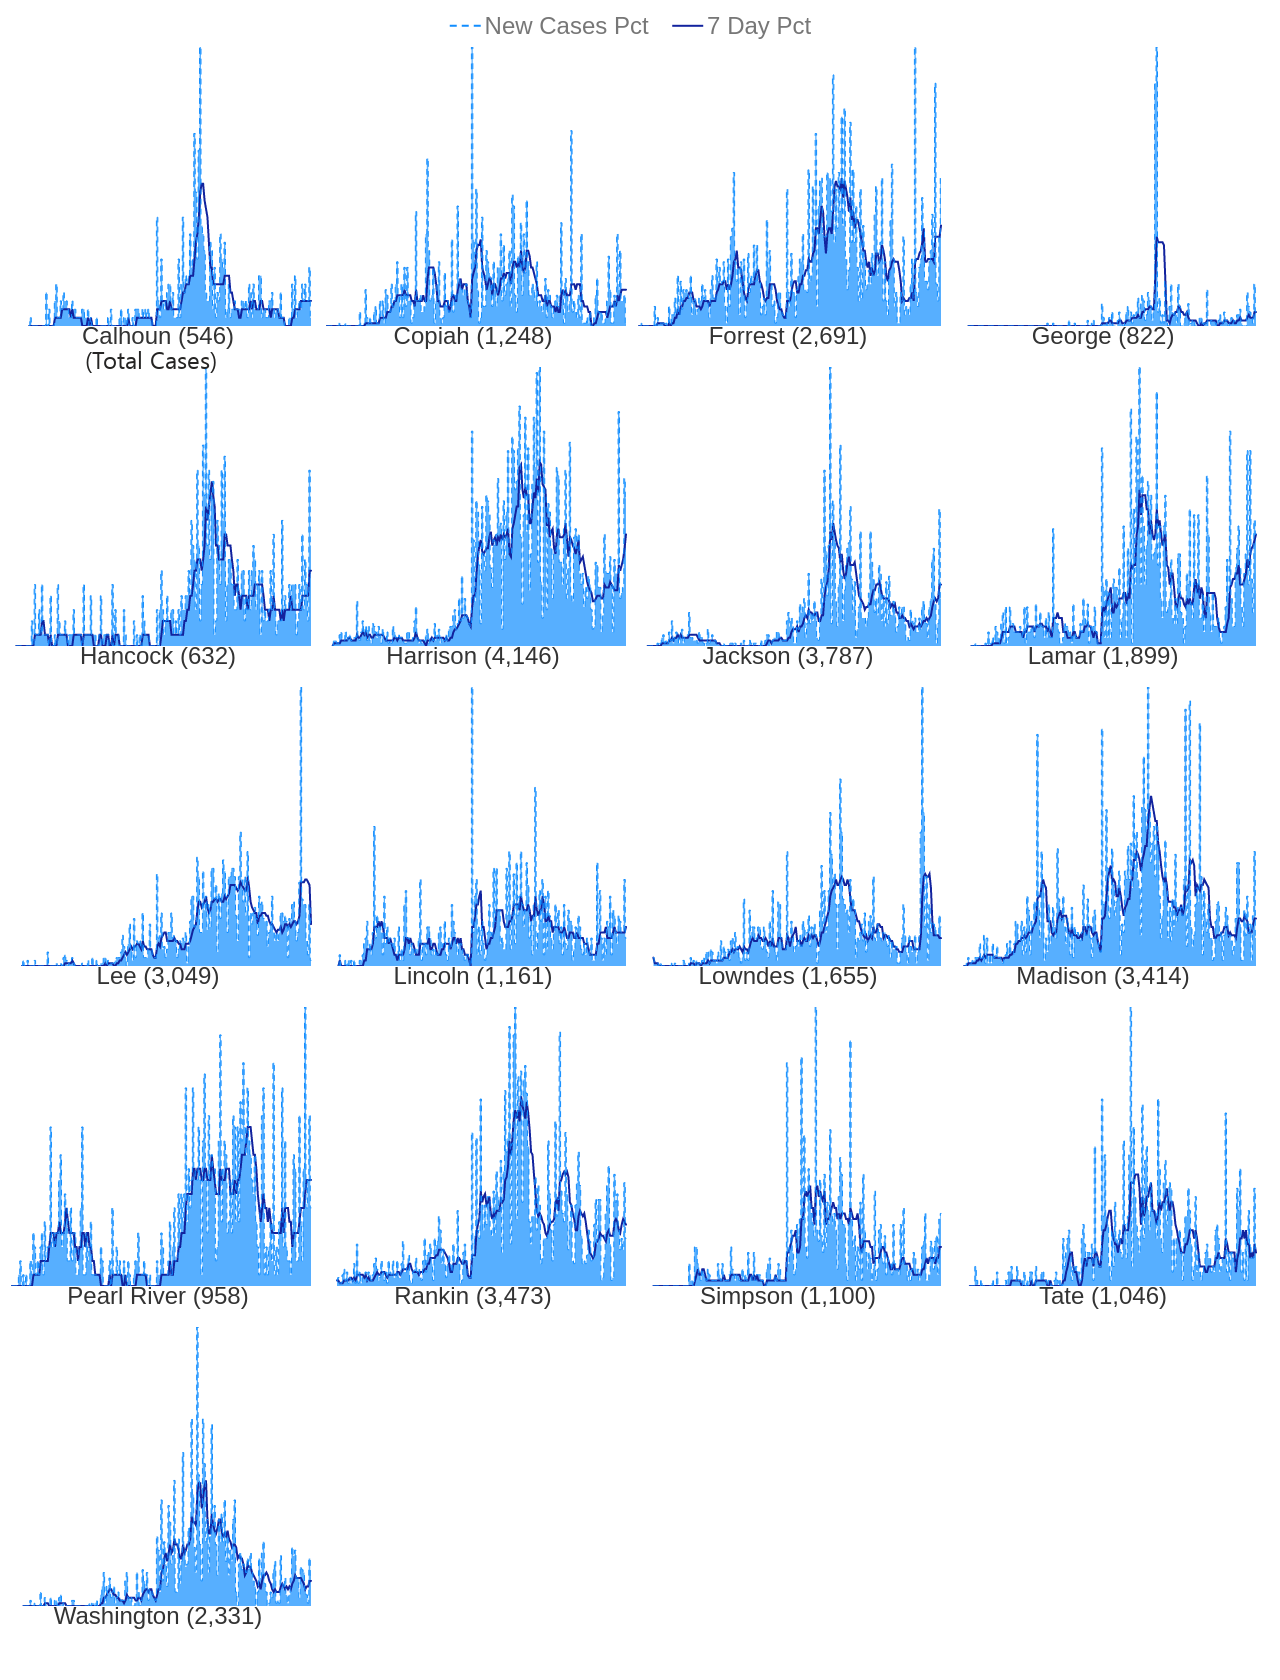 New Cases Pct 7 Day Pct
Calhoun (546) Copiah (1,248) Forrest (2,691) George (822)
(Total Cases)
Hancock (632) Harrison (4,146) Jackson (3,787) Lamar (1,899)
Lee (3,049) Lincoln (1,161) Lowndes (1,655) Madison (3,414)
Pearl River (958) Rankin (3,473) Simpson (1,100) Tate (1,046)
Washington (2,331)